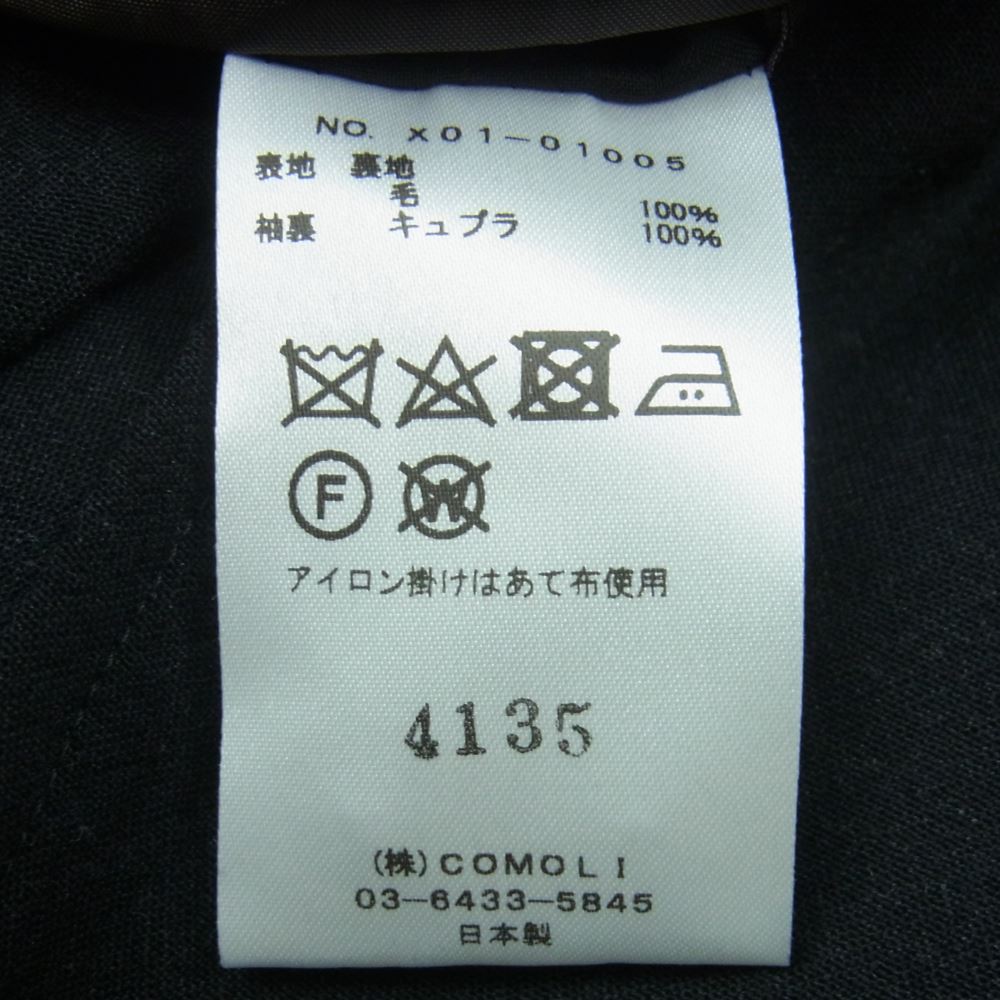 NO. X01-01005
表地 裏地
毛 100%
袖裏 キュプラ 100%
F W
アイロン掛けはあて布使用
4135
(株)COMOLI
03-6433-5845
日本製